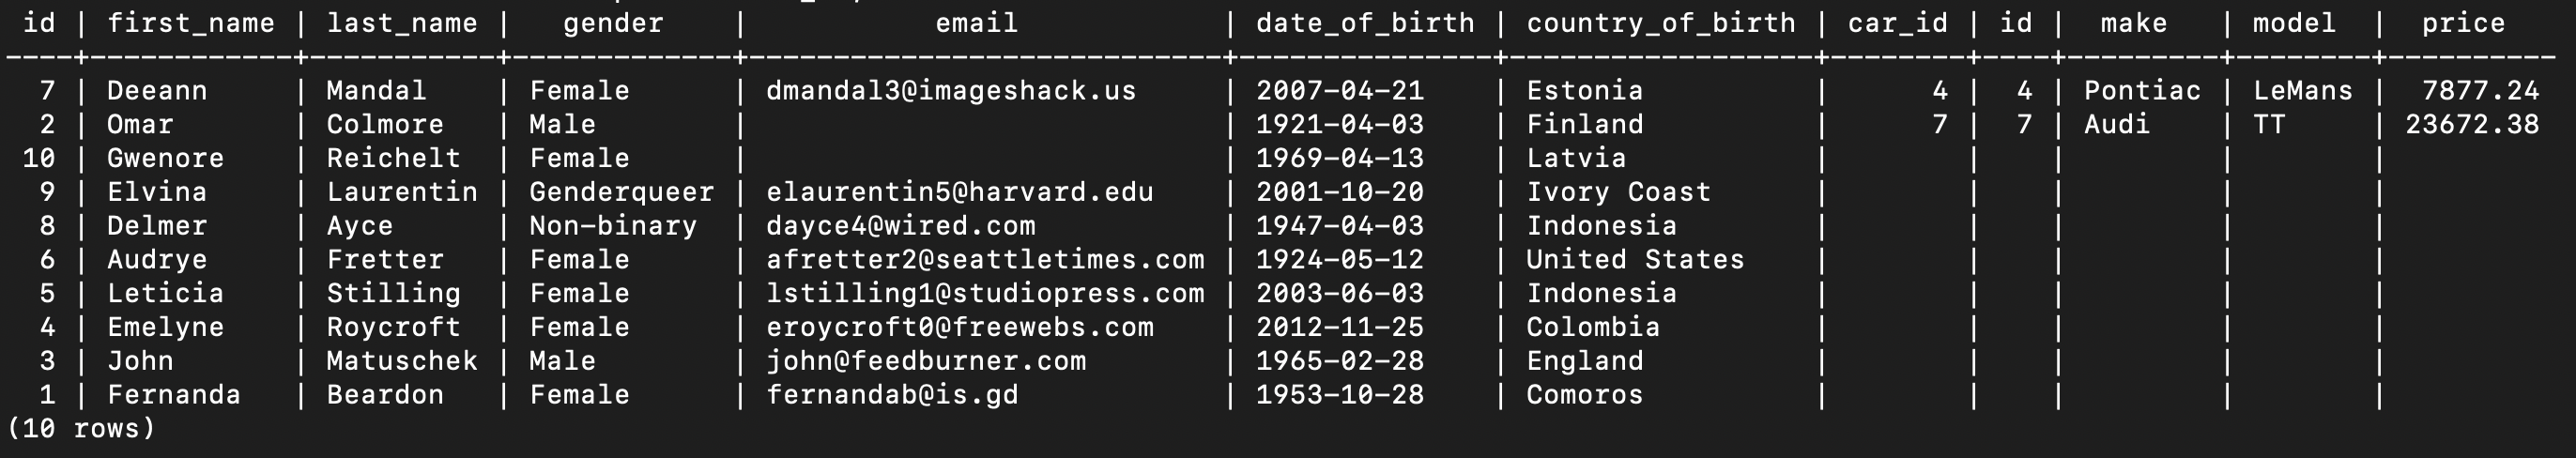 id | first_name | last_name |   gender    |           email            | date_of_birth | country_of_birth | car_id | id |  make   | model  |  price
----+------------+-----------+-------------+----------------------------+---------------+------------------+--------+----+---------+--------+----------
  7 | Deeann     | Mandal    | Female      | dmandal3@imageshack.us     | 2007-04-21    | Estonia          |      4 |  4 | Pontiac | LeMans |  7877.24
  2 | Omar       | Colmore   | Male        |                            | 1921-04-03    | Finland          |      7 |  7 | Audi    | TT     | 23672.38
 10 | Gwenore    | Reichelt  | Female      |                            | 1969-04-13    | Latvia           |        |    |         |        |
  9 | Elvina     | Laurentin | Genderqueer | elaurentin5@harvard.edu    | 2001-10-20    | Ivory Coast      |        |    |         |        |
  8 | Delmer     | Ayce      | Non-binary  | dayce4@wired.com           | 1947-04-03    | Indonesia        |        |    |         |        |
  6 | Audrye     | Fretter   | Female      | afretter2@seattletimes.com | 1924-05-12    | United States    |        |    |         |        |
  5 | Leticia    | Stilling  | Female      | lstilling1@studiopress.com | 2003-06-03    | Indonesia        |        |    |         |        |
  4 | Emelyne    | Roycroft  | Female      | eroycroft0@freewebs.com    | 2012-11-25    | Colombia         |        |    |         |        |
  3 | John       | Matuschek | Male        | john@feedburner.com        | 1965-02-28    | England          |        |    |         |        |
  1 | Fernanda   | Beardon   | Female      | fernandab@is.gd            | 1953-10-28    | Comoros          |        |    |         |        |
(10 rows)